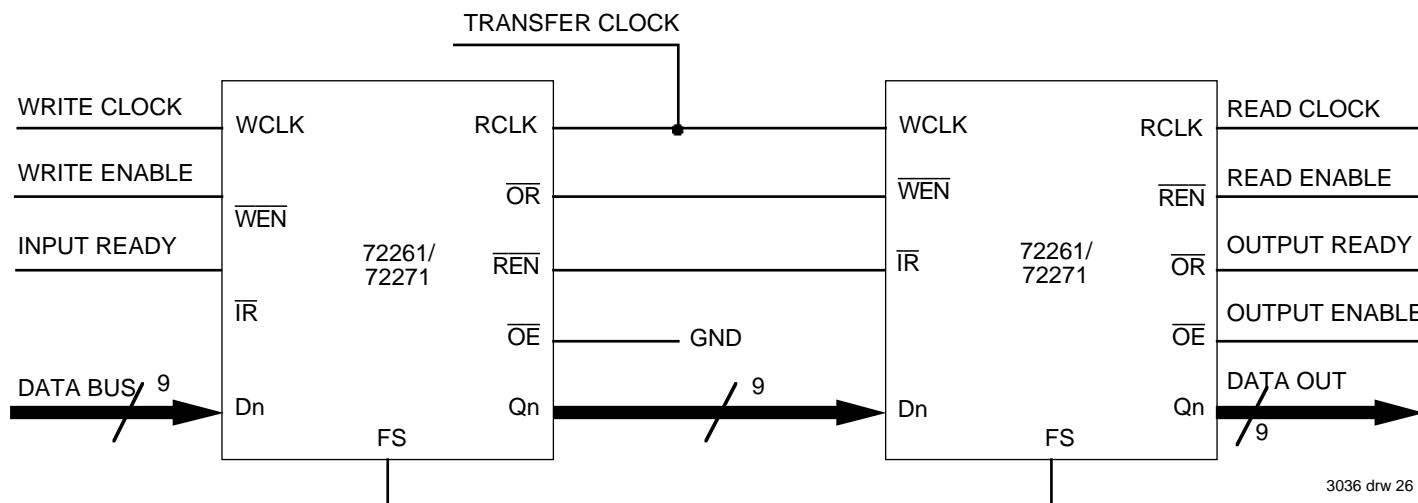 TRANSFER CLOCK
WRITE CLOCK
WCLK
RCLK
WCLK
RCLK
READ CLOCK
WRITE ENABLE
WEN
OR
WEN
REN
READ ENABLE
INPUT READY
IR
72261/
72271
REN
IR
72261/
72271
OR
OUTPUT READY
OE
GND
OE
OUTPUT ENABLE
DATA BUS
9
Dn
Qn
9
Dn
Qn
DATA OUT
9
FS
FS
3036 drw 26